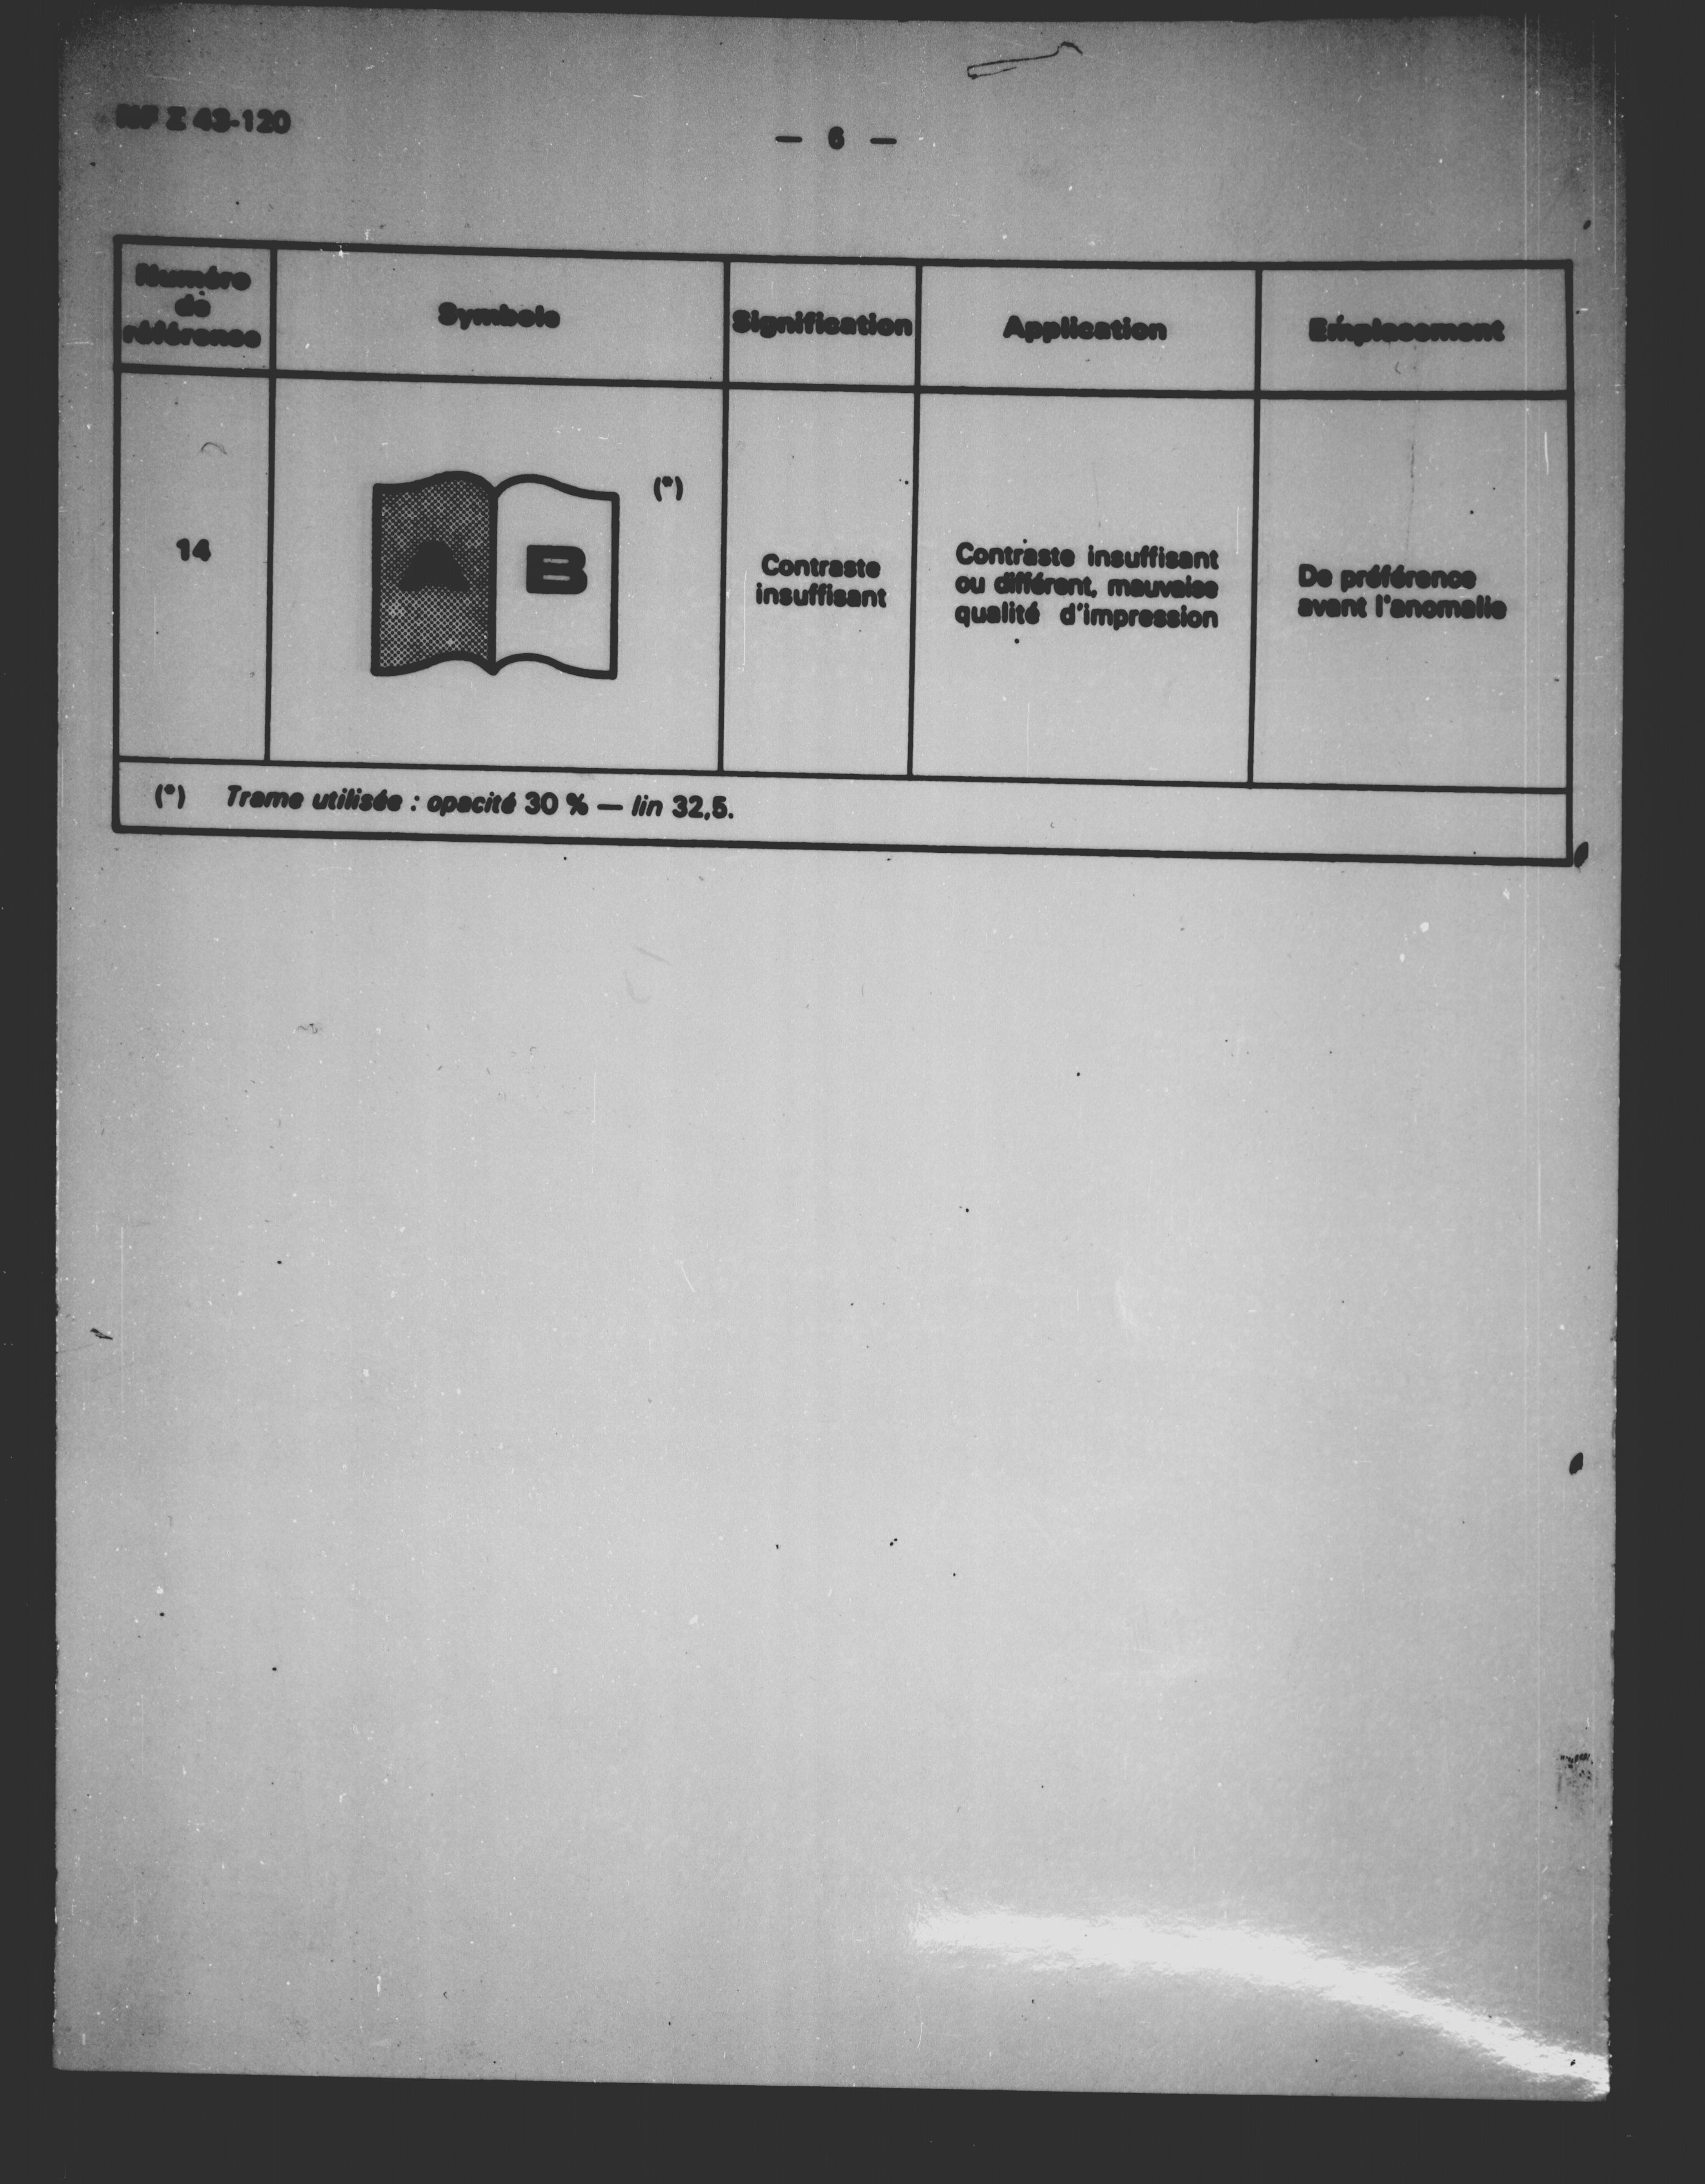 NF Z 43-120
— 6 —
Numéro
de
référence
Symbole
Signification
Application
Emplacement
14
A B
(*)
Contraste
insuffisant
Contraste insuffisant
ou différent, mauvaise
qualité d'impression
De préférence
avant l'anomalie
(*) Trame utilisée : opacité 30 % — lin 32,5.